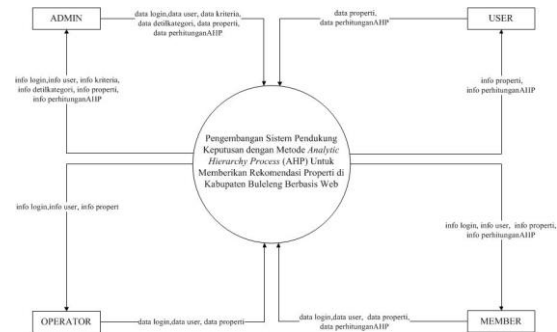 ADMIN
data login,data user, data kriteria,
data detilkategori, data properti,
data perhitunganAHP
data properti,
data perhitunganAHP
USER
info login,info user, info kriteria,
info detilkategori, info properti,
info perhitunganAHP
info properti,
info perhitunganAHP
Pengembangan Sistem Pendukung
Keputusan dengan Metode Analytic
Hierarchy Process (AHP) Untuk
Memberikan Rekomendasi Properti di
Kabupaten Buleleng Berbasis Web
info login,info user, info propert
info login, info user, info properti,
info perhitunganAHP
OPERATOR
data login,data user, data properti
data login,data user, data properti,
data perhitunganAHP
MEMBER